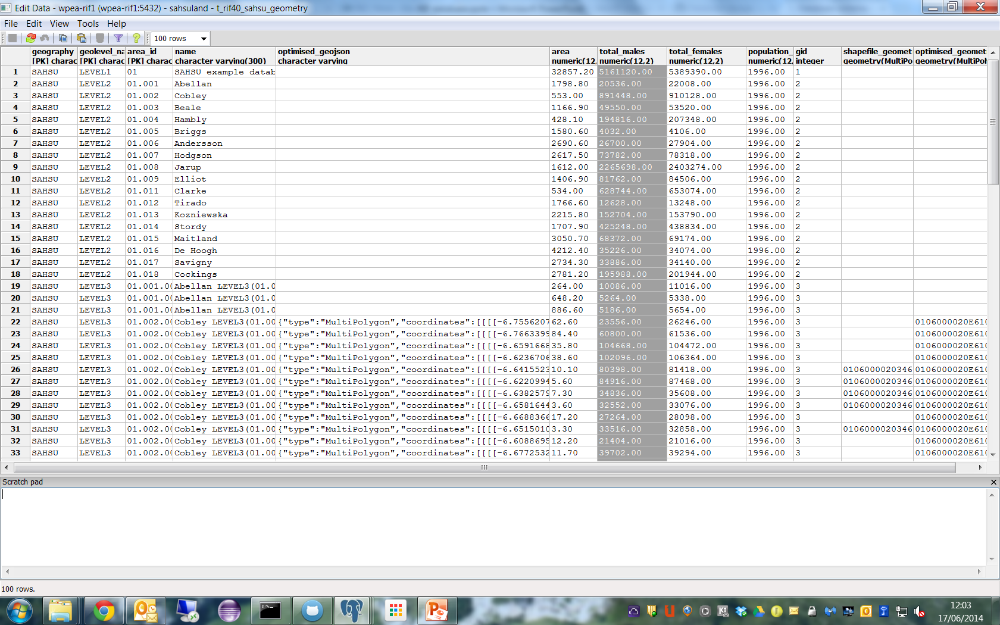 Edit Data - wpea-rif1 (wpea-rif1:5432) - sahsuland - t_rif40_sahsu_geometry
File Edit View Tools Help
100 rows
geography geolevel_na area_id name optimised_geojson area total_males total_females population_ gid shapefile_geomet optimised_geomet
[PK] charac [PK] charac [PK] charac character varying(300) character varying numeric(12, numeric(12,2) numeric(12,2) numeric(12, integer geometry(MultiPo geometry(MultiPol
1 SAHSU LEVEL1 01 SAHSU example datab 32857.20 5161120.00 5389390.00 1996.00 1
2 SAHSU LEVEL2 01.001 Abellan 1798.80 20536.00 22008.00 1996.00 2
3 SAHSU LEVEL2 01.002 Cobley 553.00 891448.00 910128.00 1996.00 2
4 SAHSU LEVEL2 01.003 Beale 1166.90 49550.00 53520.00 1996.00 2
5 SAHSU LEVEL2 01.004 Hambly 428.10 194816.00 207348.00 1996.00 2
6 SAHSU LEVEL2 01.005 Briggs 1580.60 4032.00 4106.00 1996.00 2
7 SAHSU LEVEL2 01.006 Andersson 2690.60 26700.00 27904.00 1996.00 2
8 SAHSU LEVEL2 01.007 Hodgson 2617.50 73782.00 78318.00 1996.00 2
9 SAHSU LEVEL2 01.008 Jarup 1612.00 2265698.00 2403274.00 1996.00 2
10 SAHSU LEVEL2 01.009 Elliot 1406.90 81762.00 84506.00 1996.00 2
11 SAHSU LEVEL2 01.011 Clarke 534.00 628744.00 653074.00 1996.00 2
12 SAHSU LEVEL2 01.012 Tirado 1766.60 12628.00 13248.00 1996.00 2
13 SAHSU LEVEL2 01.013 Kozniewska 2215.80 152704.00 153790.00 1996.00 2
14 SAHSU LEVEL2 01.014 Stordy 1707.90 425248.00 438834.00 1996.00 2
15 SAHSU LEVEL2 01.015 Maitland 3050.70 68372.00 69174.00 1996.00 2
16 SAHSU LEVEL2 01.016 De Hoogh 4212.40 35226.00 34074.00 1996.00 2
17 SAHSU LEVEL2 01.017 Savigny 2734.30 33886.00 34140.00 1996.00 2
18 SAHSU LEVEL2 01.018 Cockings 2781.20 195988.00 201944.00 1996.00 2
19 SAHSU LEVEL3 01.001.00 Abellan LEVEL3(01.0 264.00 10086.00 11016.00 1996.00 3
20 SAHSU LEVEL3 01.001.00 Abellan LEVEL3(01.0 648.20 5264.00 5338.00 1996.00 3
21 SAHSU LEVEL3 01.001.00 Abellan LEVEL3(01.0 886.60 5186.00 5654.00 1996.00 3
22 SAHSU LEVEL3 01.002.00 Cobley LEVEL3(01.00 {"type":"MultiPolygon","coordinates":[[[[-6.7556207 62.60 23556.00 26246.00 1996.00 3 0106000020E610
23 SAHSU LEVEL3 01.002.00 Cobley LEVEL3(01.00 {"type":"MultiPolygon","coordinates":[[[[-6.7663399 84.40 60800.00 61536.00 1996.00 3 0106000020E610
24 SAHSU LEVEL3 01.002.00 Cobley LEVEL3(01.00 {"type":"MultiPolygon","coordinates":[[[[-6.6591668 35.80 104668.00 104472.00 1996.00 3 0106000020E610
25 SAHSU LEVEL3 01.002.00 Cobley LEVEL3(01.00 {"type":"MultiPolygon","coordinates":[[[[-6.6236706 38.60 102096.00 106364.00 1996.00 3 0106000020E610
26 SAHSU LEVEL3 01.002.00 Cobley LEVEL3(01.00 {"type":"MultiPolygon","coordinates":[[[[-6.6415523 10.10 80398.00 81418.00 1996.00 3 0106000020346 0106000020E610
27 SAHSU LEVEL3 01.002.00 Cobley LEVEL3(01.00 {"type":"MultiPolygon","coordinates":[[[[-6.6220994 5.60 84916.00 87468.00 1996.00 3 0106000020346 0106000020E610
28 SAHSU LEVEL3 01.002.00 Cobley LEVEL3(01.00 {"type":"MultiPolygon","coordinates":[[[[-6.6382579 7.30 34836.00 35608.00 1996.00 3 0106000020346 0106000020E610
29 SAHSU LEVEL3 01.002.00 Cobley LEVEL3(01.00 {"type":"MultiPolygon","coordinates":[[[[-6.6581644 3.60 32552.00 33076.00 1996.00 3 0106000020346 0106000020E610
30 SAHSU LEVEL3 01.002.00 Cobley LEVEL3(01.00 {"type":"MultiPolygon","coordinates":[[[[-6.6688366 17.20 27264.00 28098.00 1996.00 3 0106000020E610
31 SAHSU LEVEL3 01.002.00 Cobley LEVEL3(01.00 {"type":"MultiPolygon","coordinates":[[[[-6.6515010 3.30 33516.00 32858.00 1996.00 3 0106000020346 0106000020E610
32 SAHSU LEVEL3 01.002.00 Cobley LEVEL3(01.00 {"type":"MultiPolygon","coordinates":[[[[-6.6088695 12.20 21404.00 21016.00 1996.00 3 0106000020E610
33 SAHSU LEVEL3 01.002.00 Cobley LEVEL3(01.00 {"type":"MultiPolygon","coordinates":[[[[-6.6772532 11.70 39702.00 39294.00 1996.00 3 0106000020E610
Scratch pad
100 rows.
12:03
17/06/2014